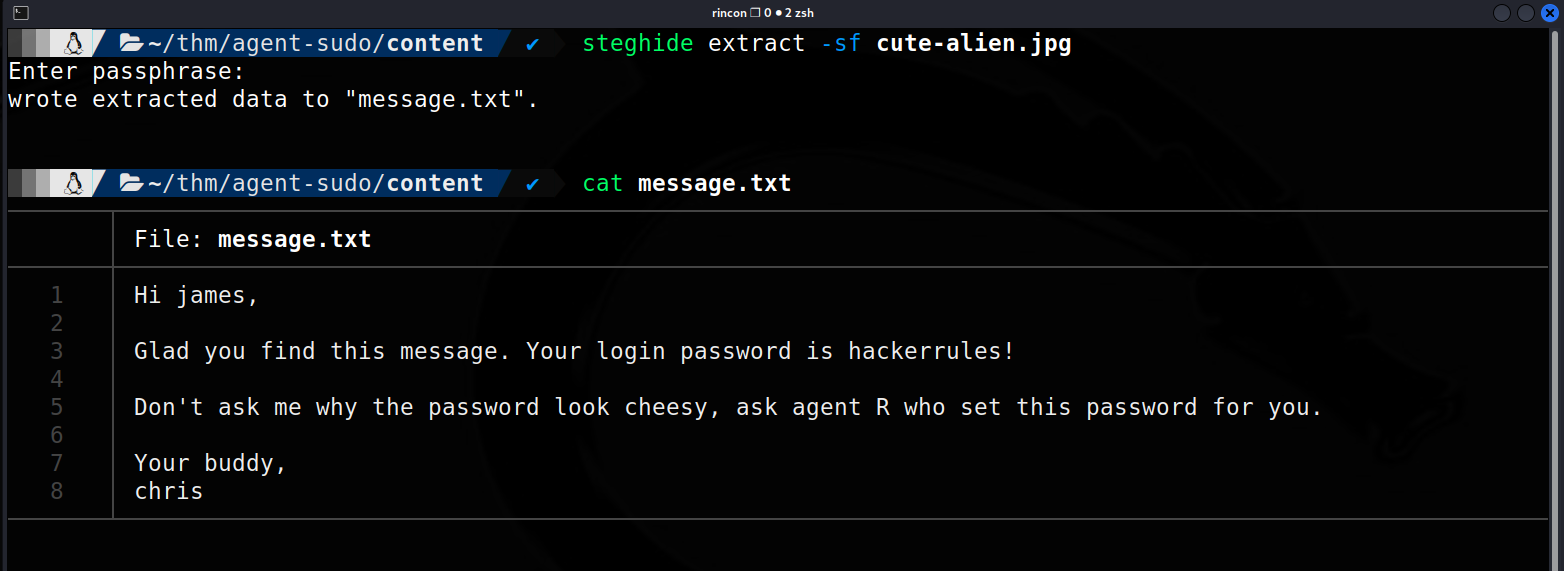 rincon ❐ 0 ● 2 zsh
~/thm/agent-sudo/content ✔ steghide extract -sf cute-alien.jpg
Enter passphrase:
wrote extracted data to "message.txt".
~/thm/agent-sudo/content ✔ cat message.txt
File: message.txt
1 Hi james,
2
3 Glad you find this message. Your login password is hackerrules!
4
5 Don't ask me why the password look cheesy, ask agent R who set this password for you.
6
7 Your buddy,
8 chris